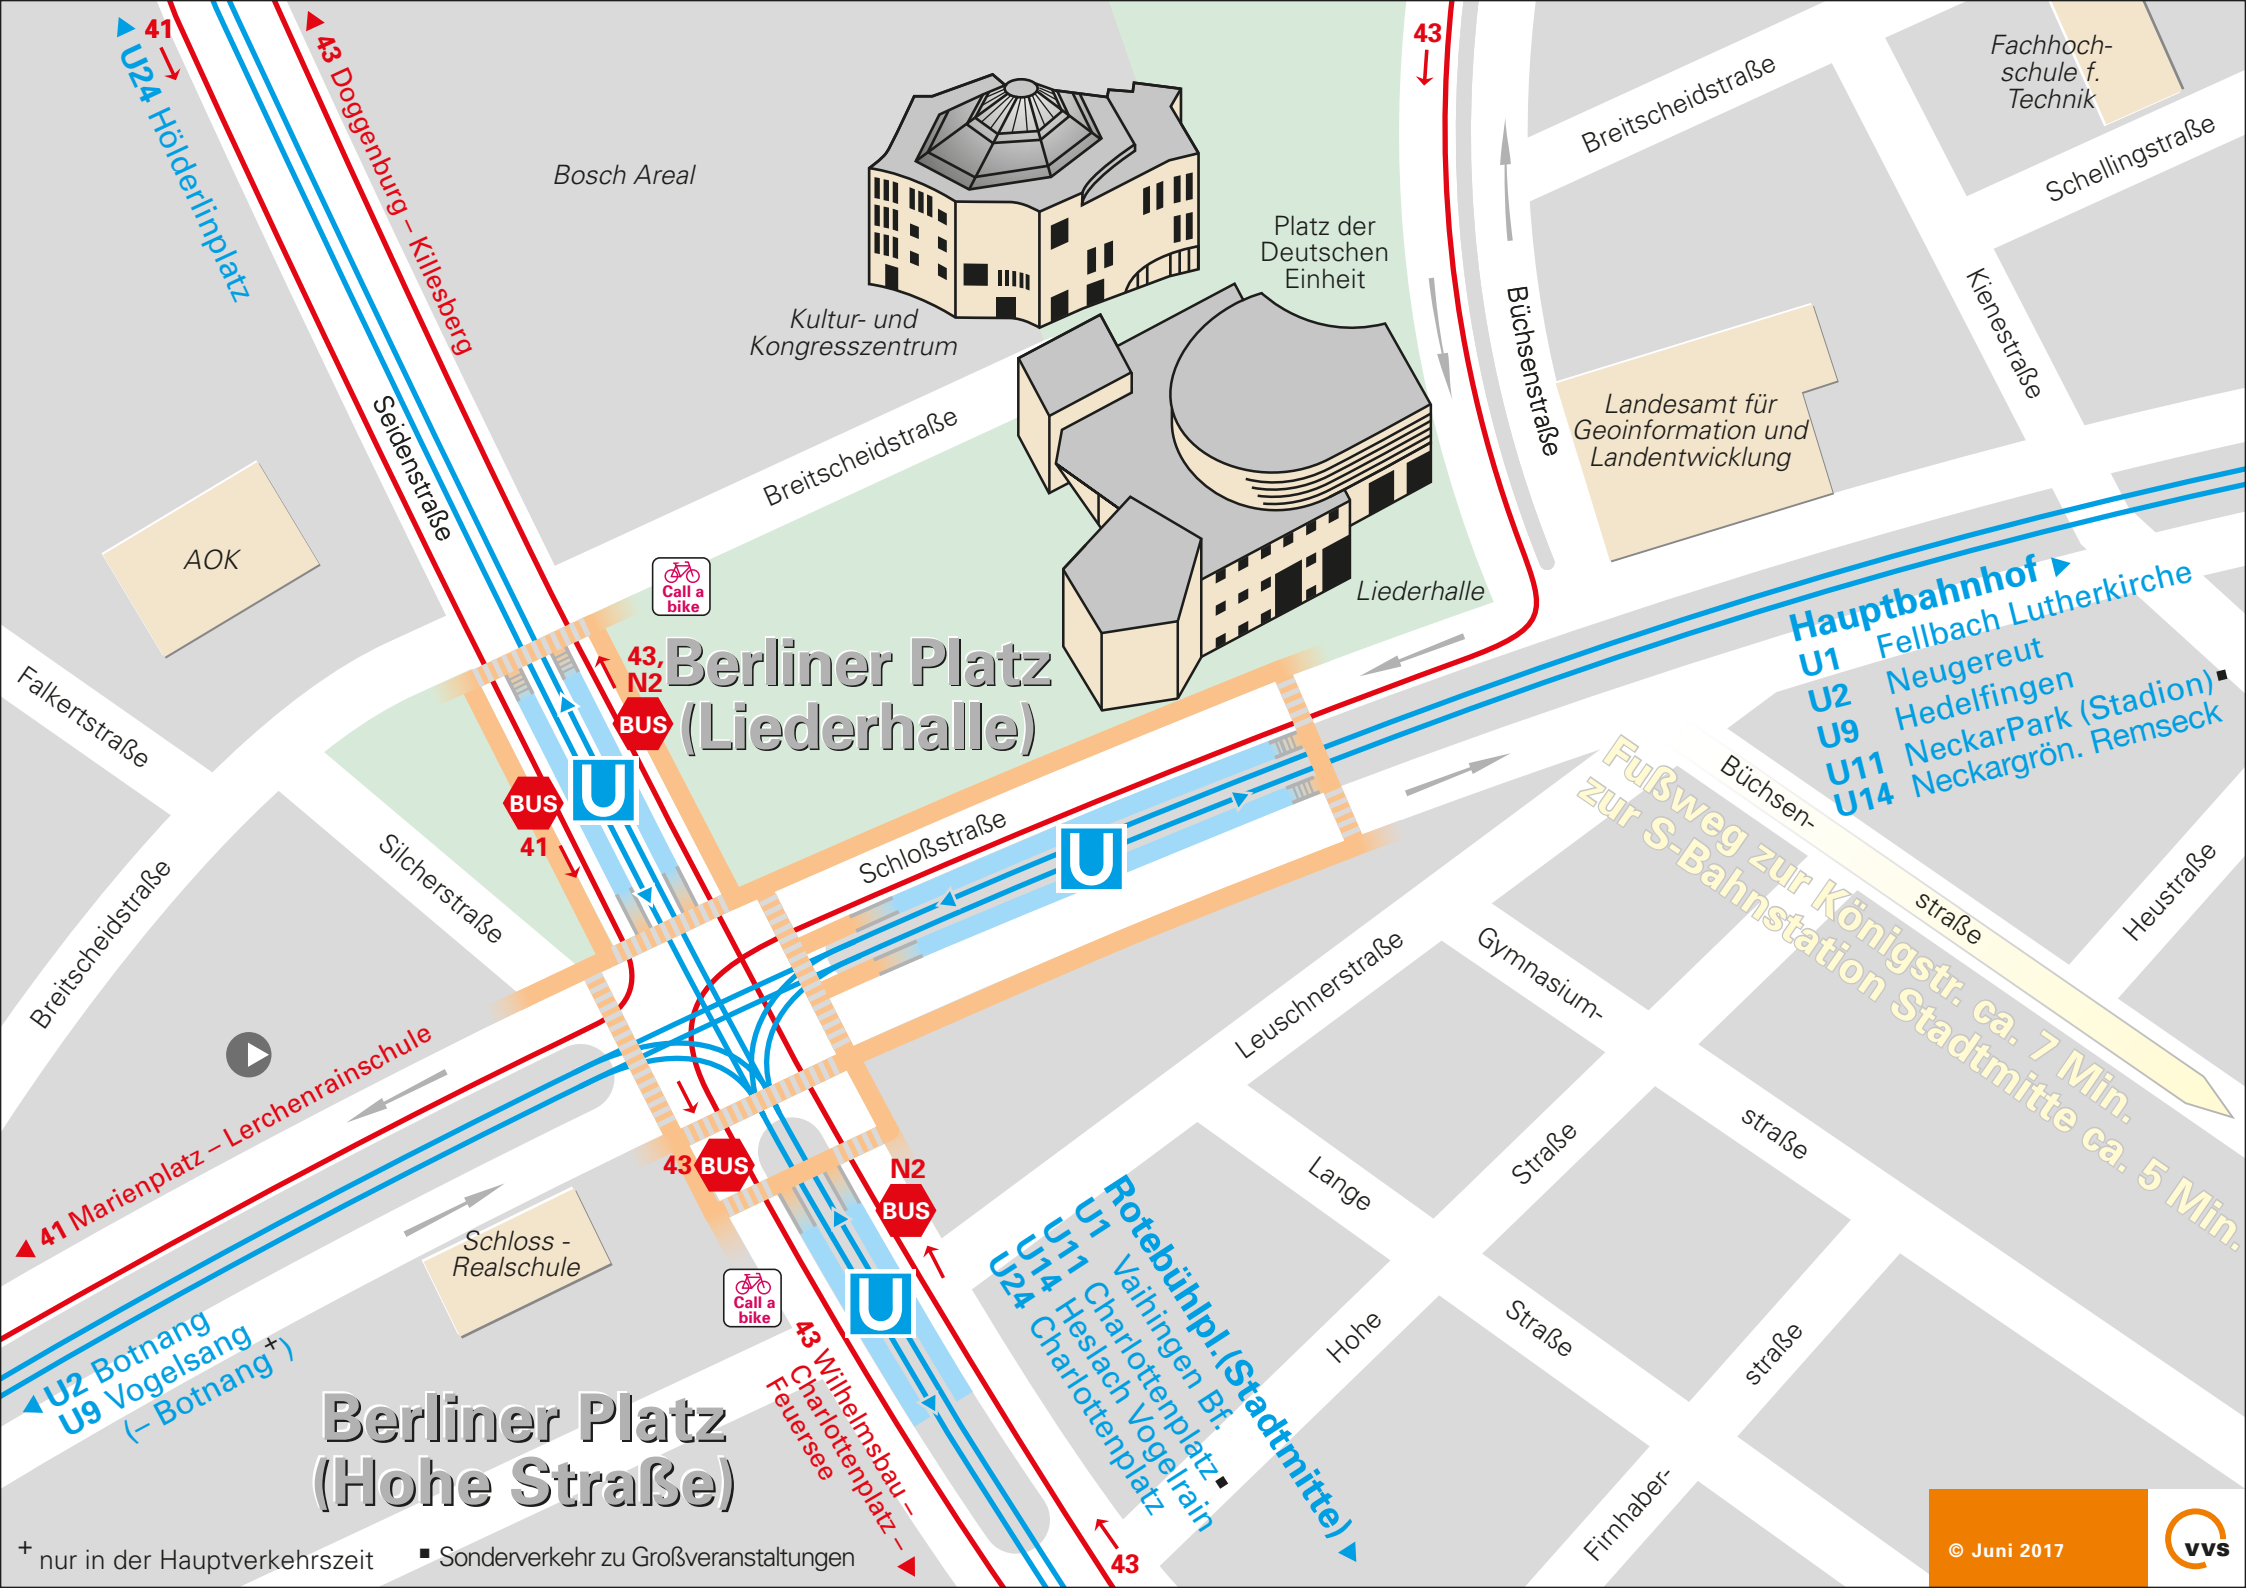 41
U24 Hölderlinplatz
43 Doggenburg – Killesberg
43
Bosch Areal
Breitscheidstraße
Fachhoch-
schule f.
Technik
Schellingstraße
Platz der
Deutschen
Einheit
Kultur- und
Kongresszentrum
Büchsenstraße
Kienestraße
Landesamt für
Geoinformation und
Landentwicklung
Seidenstraße
Breitscheidstraße
AOK
Call a
bike
Liederhalle
43,
N2
BUS
Berliner Platz
(Liederhalle)
Hauptbahnhof
U1 Fellbach Lutherkirche
U2 Neugereut
U9 Hedelfingen
U11 NeckarPark (Stadion)▪
U14 Neckargrön. Remseck
Falkertstraße
BUS
41
U
Silcherstraße
Breitscheidstraße
Schloßstraße
U
Fußweg zur Königstr. ca. 7 Min.
zur S-Bahnstation Stadtmitte ca. 5 Min.
Büchsen-
straße
Heustraße
Leuschnerstraße
Gymnasium-
straße
41 Marienplatz – Lerchenrainschule
43
BUS
N2
BUS
Schloss -
Realschule
Lange
Straße
Hohe
Straße
Firnhaber-
straße
Call a
bike
U
Rotebühlpl.(Stadtmitte)
U1 Vaihingen Bf.
U11 Charlottenplatz▪
U14 Heslach Vogelrain
U24 Charlottenplatz
43 Wilhelmsbau –
Charlottenplatz –
Feuersee
U2 Botnang
U9 Vogelsang
(– Botnang +)
Berliner Platz
(Hohe Straße)
43
+ nur in der Hauptverkehrszeit
▪ Sonderverkehr zu Großveranstaltungen
© Juni 2017
vvs